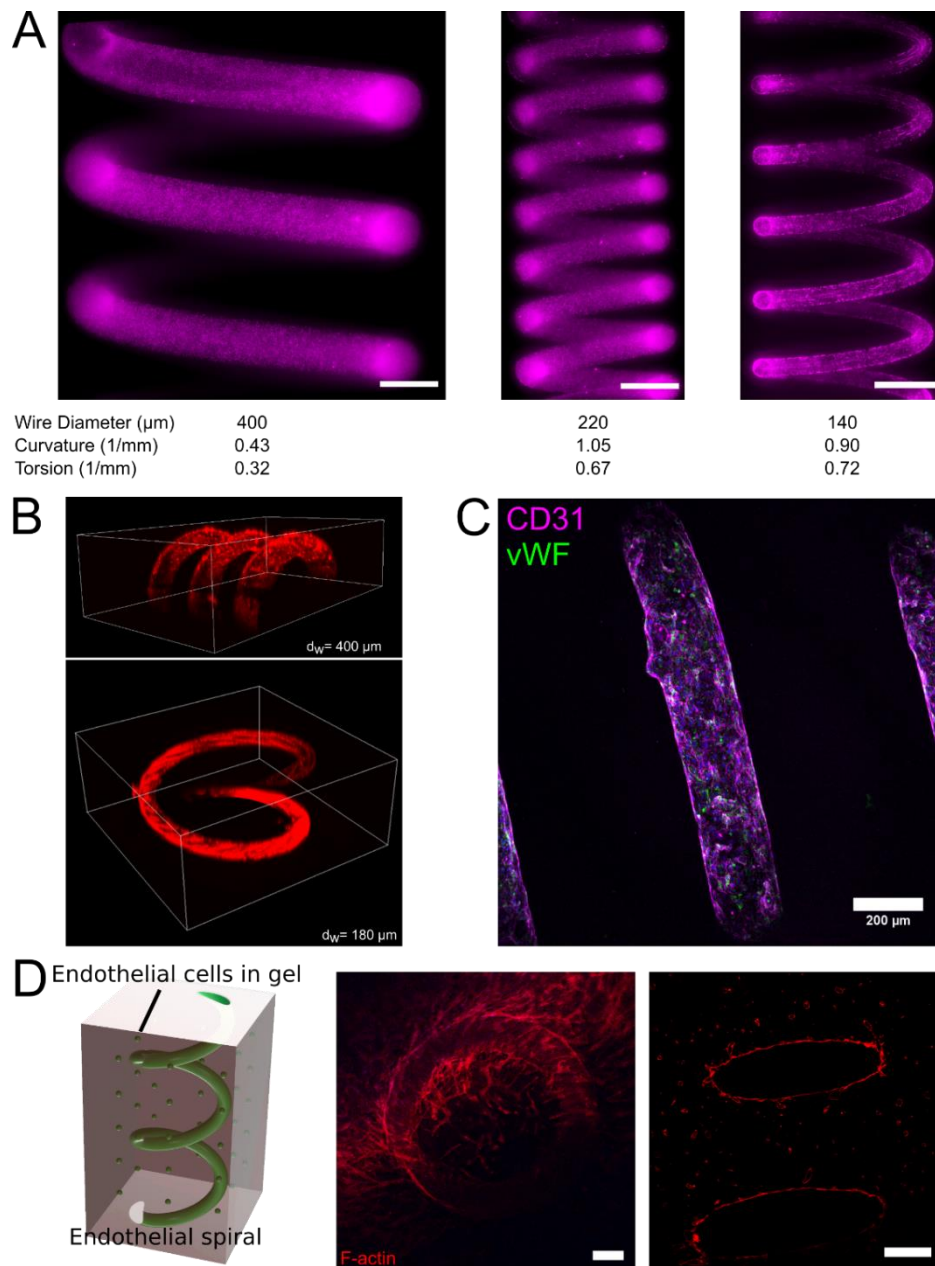 A
Wire Diameter (µm) 400 220 140
Curvature (1/mm) 0.43 1.05 0.90
Torsion (1/mm) 0.32 0.67 0.72
B
dw= 400 µm
dw= 180 µm
C
CD31
vWF
200 µm
D
Endothelial cells in gel
Endothelial spiral
F-actin